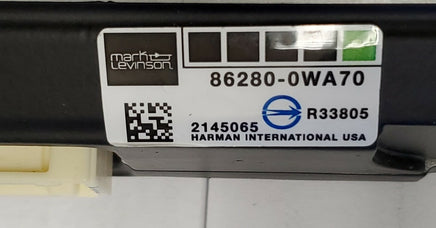 mark
levinson
86280-0WA70
R33805
2145065
HARMAN INTERNATIONAL USA